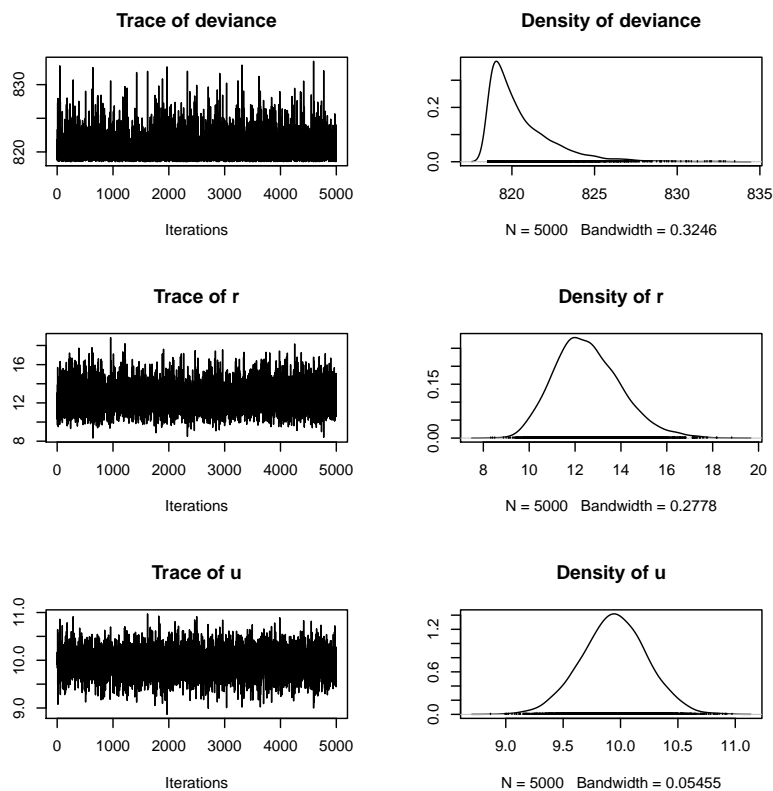 Trace of deviance
820 830
0 1000 2000 3000 4000 5000
Iterations
Density of deviance
0.0 0.2
820 825 830 835
N = 5000 Bandwidth = 0.3246
Trace of r
8 12 16
0 1000 2000 3000 4000 5000
Iterations
Density of r
0.00 0.15
8 10 12 14 16 18 20
N = 5000 Bandwidth = 0.2778
Trace of u
9.0 10.0 11.0
0 1000 2000 3000 4000 5000
Iterations
Density of u
0.0 0.6 1.2
9.0 9.5 10.0 10.5 11.0
N = 5000 Bandwidth = 0.05455